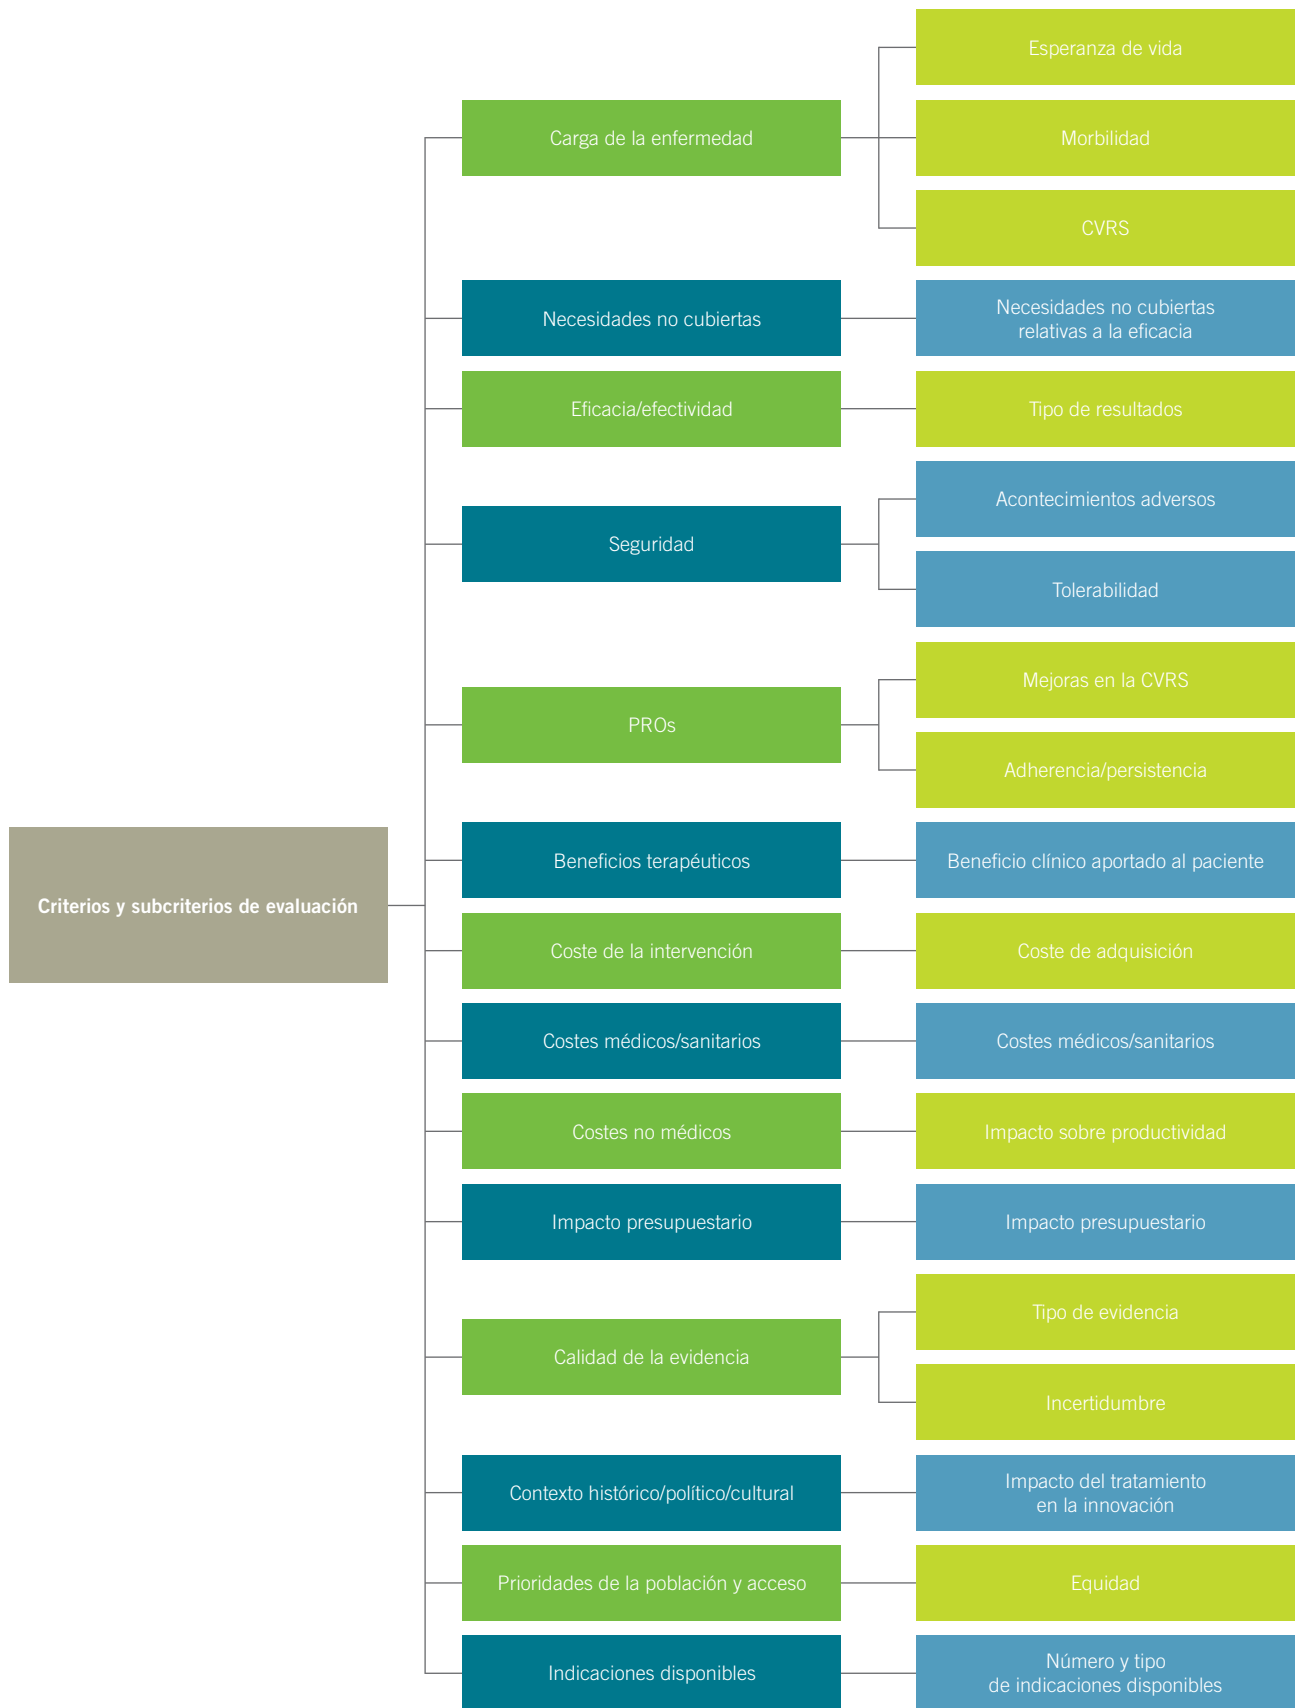 Criterios y subcriterios de evaluación
Carga de la enfermedad
Esperanza de vida
Morbilidad
CVRS
Necesidades no cubiertas
Necesidades no cubiertas
relativas a la eficacia
Eficacia/efectividad
Tipo de resultados
Seguridad
Acontecimientos adversos
Tolerabilidad
PROs
Mejoras en la CVRS
Adherencia/persistencia
Beneficios terapéuticos
Beneficio clínico aportado al paciente
Coste de la intervención
Coste de adquisición
Costes médicos/sanitarios
Costes médicos/sanitarios
Costes no médicos
Impacto sobre productividad
Impacto presupuestario
Impacto presupuestario
Calidad de la evidencia
Tipo de evidencia
Incertidumbre
Contexto histórico/político/cultural
Impacto del tratamiento
en la innovación
Prioridades de la población y acceso
Equidad
Indicaciones disponibles
Número y tipo
de indicaciones disponibles